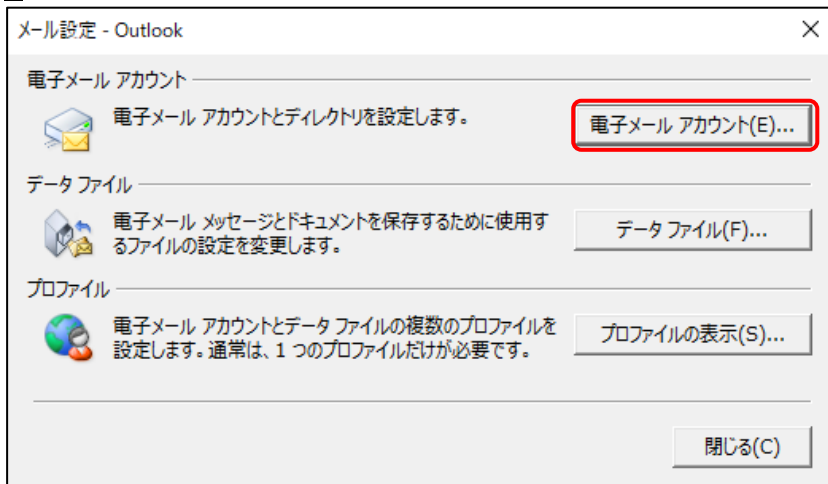 メール設定 - Outlook
電子メール アカウント
電子メール アカウントとディレクトリを設定します。
電子メール アカウント(E)...
データ ファイル
電子メール メッセージとドキュメントを保存するために使用す
るファイルの設定を変更します。
データ ファイル(F)...
プロファイル
電子メール アカウントとデータ ファイルの複数のプロファイルを
設定します。通常は、1 つのプロファイルだけが必要です。
プロファイルの表示(S)...
閉じる(C)